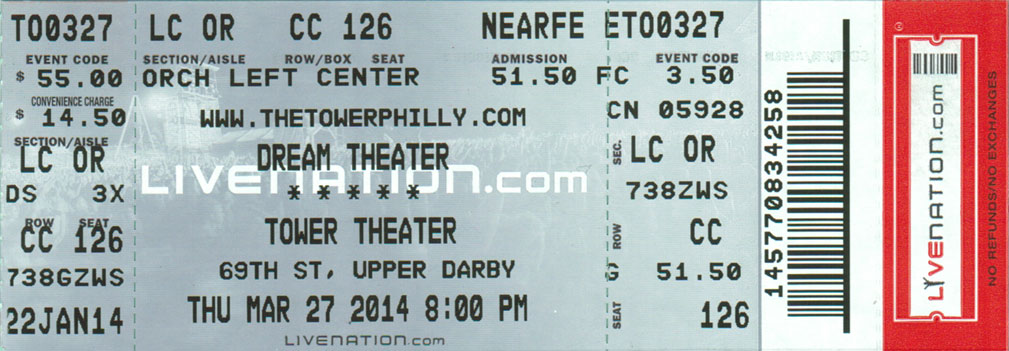 TO0327 LC OR CC 126 NEARFE ETO0327
EVENT CODE SECTION/AISLE ROW/BOX SEAT ADMISSION EVENT CODE
$ 55.00 ORCH LEFT CENTER 51.50 FC 3.50
CONVENIENCE CHARGE
$ 14.50 WWW.THETOWERPHILLY.COM CN 05928
SECTION/AISLE
LC OR DREAM THEATER SEC. LC OR
LIVENATION.com
DS 3X * * * * * 738ZWS
ROW SEAT
CC 126 TOWER THEATER ROW CC
738GZWS 69TH ST, UPPER DARBY G 51.50
22JAN14 THU MAR 27 2014 8:00 PM SEAT 126
LIVENATION.com
145770834258
LIVENATION.com
NO REFUNDS/NO EXCHANGES